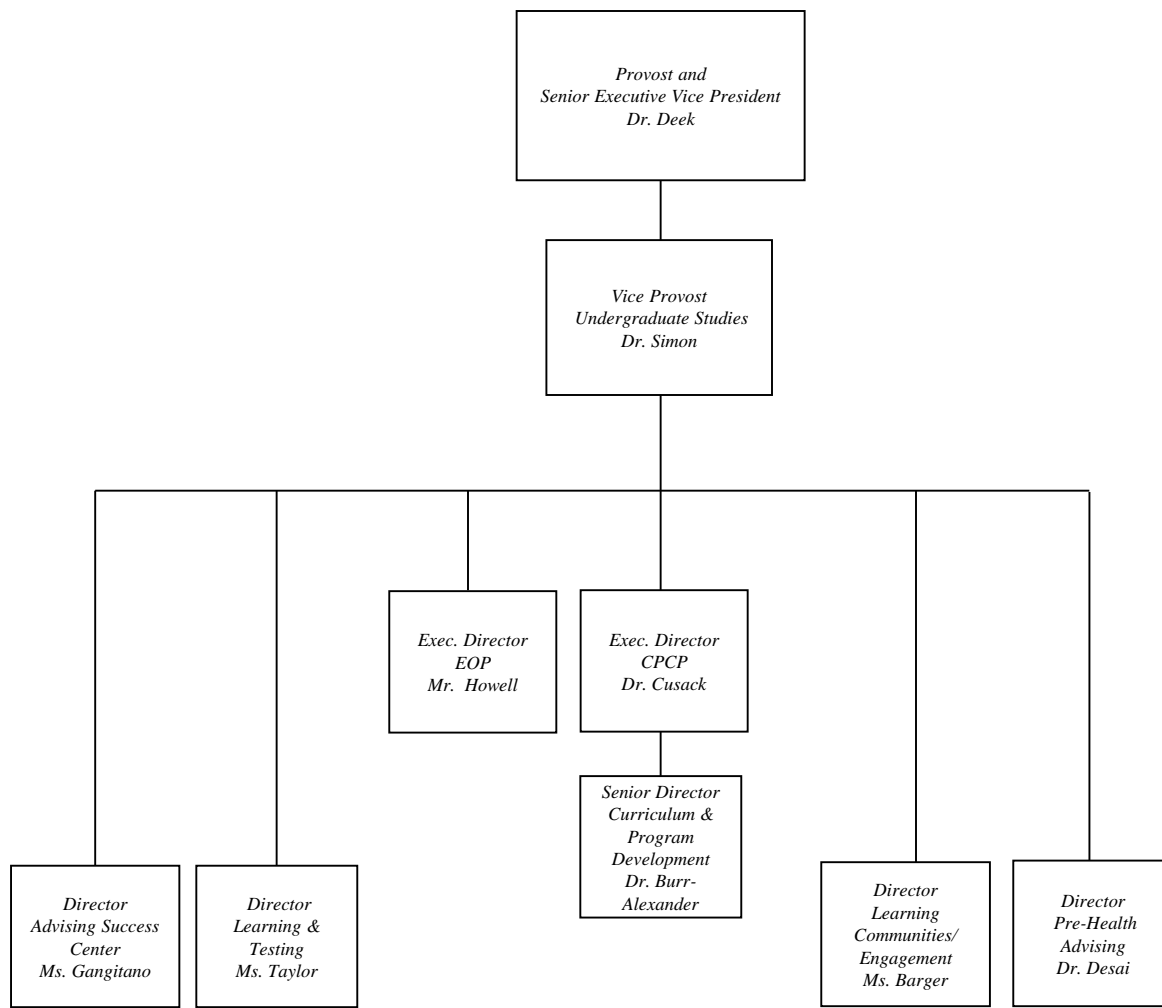 Provost and
Senior Executive Vice President
Dr. Deek
Vice Provost
Undergraduate Studies
Dr. Simon
Exec. Director
EOP
Mr. Howell
Exec. Director
CPCP
Dr. Cusack
Senior Director
Curriculum &
Program
Development
Dr. Burr-
Alexander
Director
Advising Success
Center
Ms. Gangitano
Director
Learning &
Testing
Ms. Taylor
Director
Learning
Communities/
Engagement
Ms. Barger
Director
Pre-Health
Advising
Dr. Desai